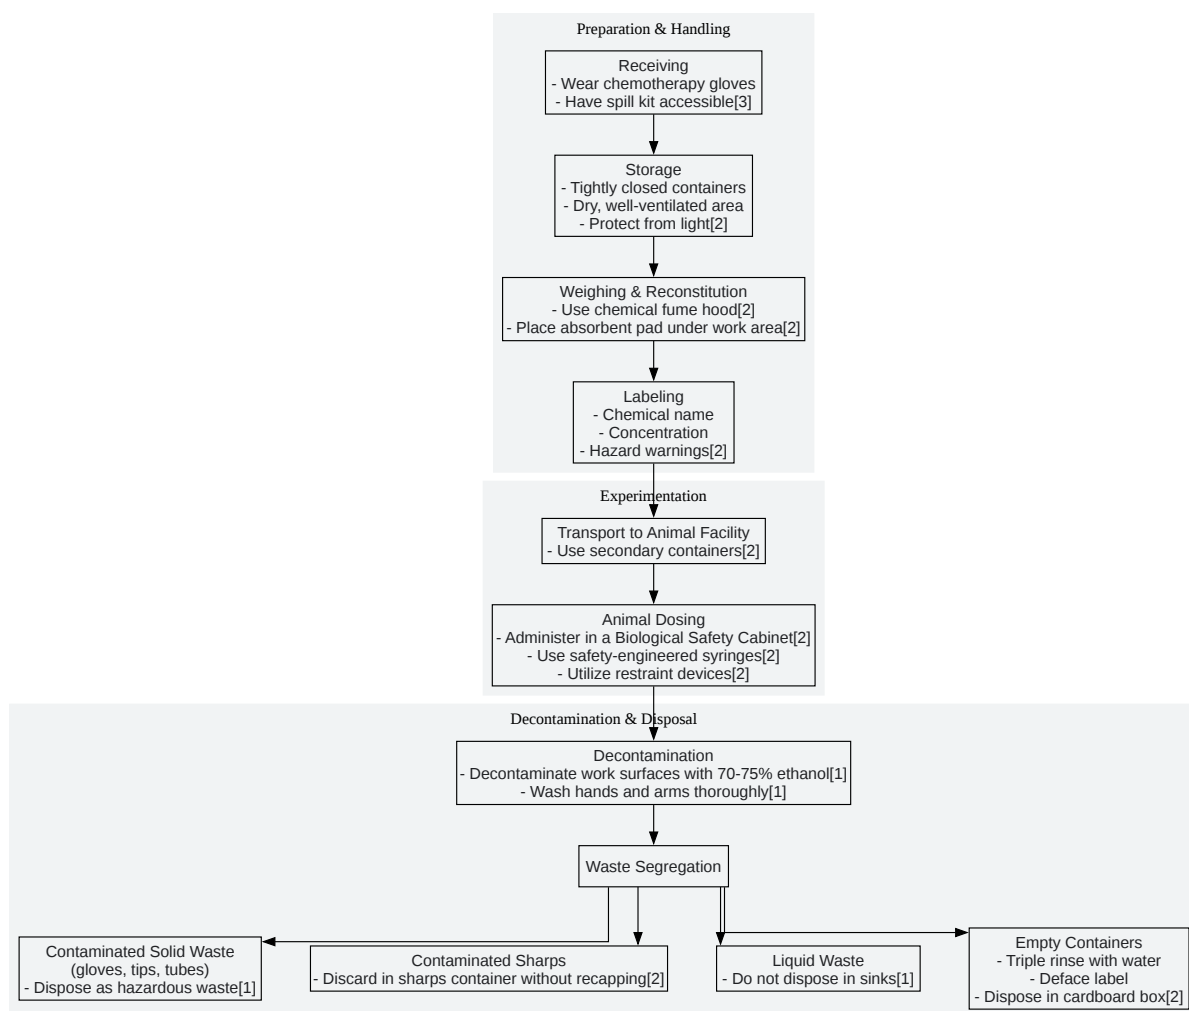 Preparation & Handling
Receiving
- Wear chemotherapy gloves
- Have spill kit accessible[3]
Storage
- Tightly closed containers
- Dry, well-ventilated area
- Protect from light[2]
Weighing & Reconstitution
- Use chemical fume hood[2]
- Place absorbent pad under work area[2]
Labeling
- Chemical name
- Concentration
- Hazard warnings[2]
Experimentation
Transport to Animal Facility
- Use secondary containers[2]
Animal Dosing
- Administer in a Biological Safety Cabinet[2]
- Use safety-engineered syringes[2]
- Utilize restraint devices[2]
Decontamination & Disposal
Decontamination
- Decontaminate work surfaces with 70-75% ethanol[1]
- Wash hands and arms thoroughly[1]
Waste Segregation
Contaminated Solid Waste
(gloves, tips, tubes)
- Dispose as hazardous waste[1]
Contaminated Sharps
- Discard in sharps container without recapping[2]
Liquid Waste
- Do not dispose in sinks[1]
Empty Containers
- Triple rinse with water
- Deface label
- Dispose in cardboard box[2]